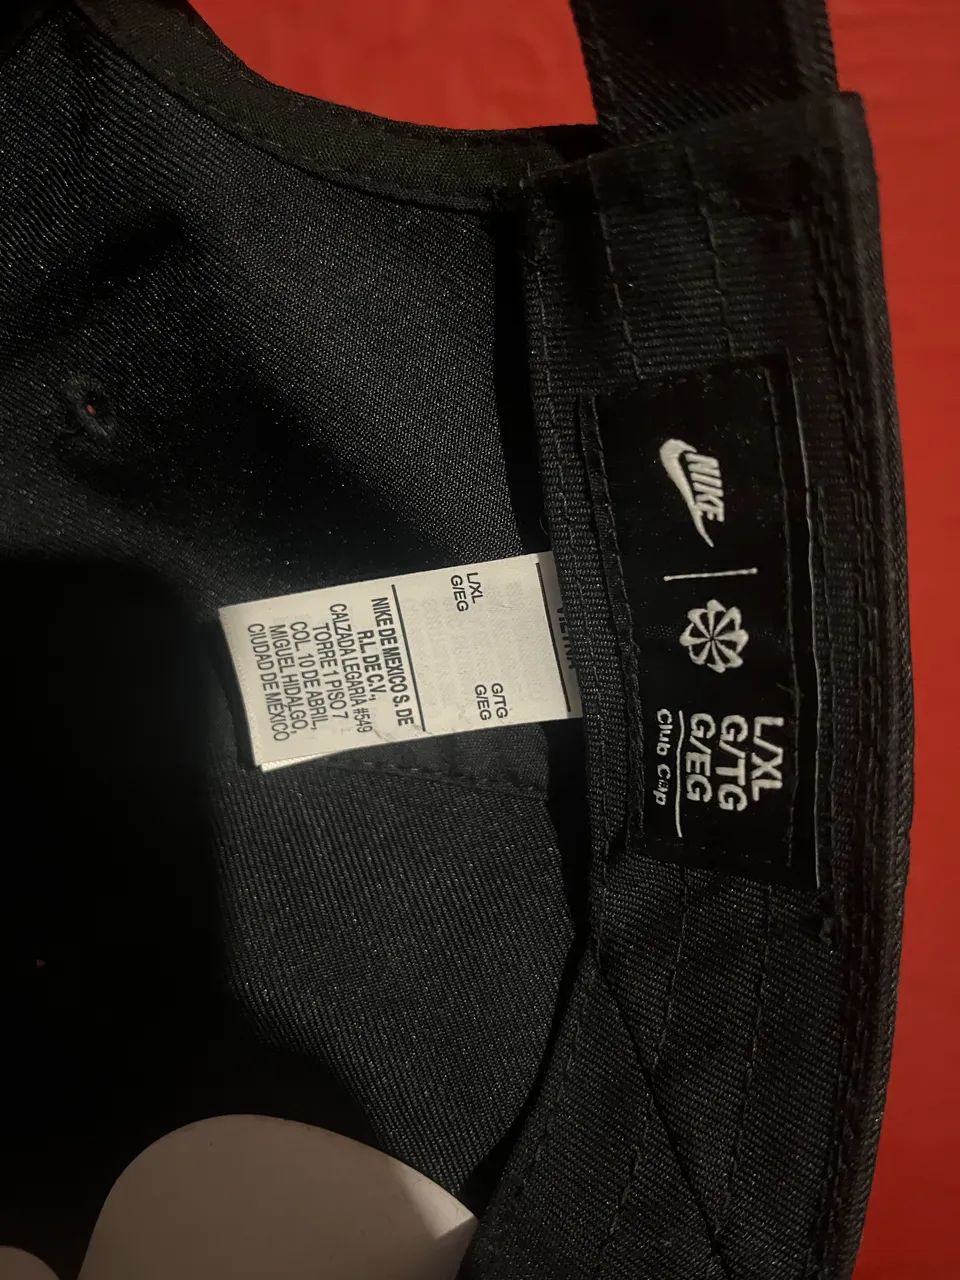 NIKE
L/XL
G/TG
G/EG
Club Cap
L/XL
G/TG
G/EG
G/EG
NIKE DE MEXICO S. DE
R.L. DE C.V.,
CALZADA LEGARIA #549
TORRE 1 PISO 7
COL. 10 DE ABRIL,
MIGUEL HIDALGO,
CIUDAD DE MÉXICO